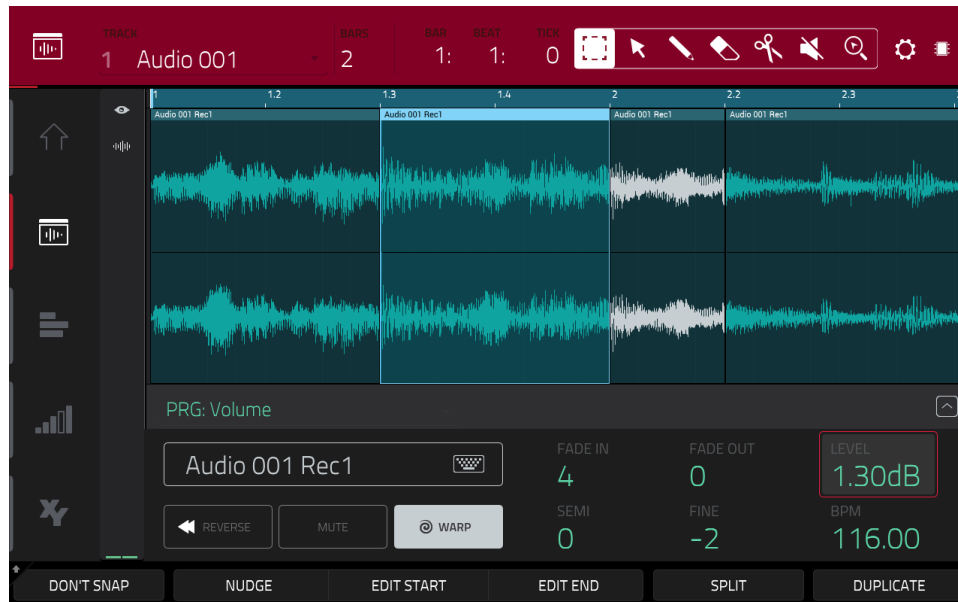 TRACK BARS BAR BEAT TICK
1 Audio 001 2 1: 1: 0
1 1.2 1.3 1.4 2 2.2 2.3
Audio 001 Rec1 Audio 001 Rec1 Audio 001 Rec1 Audio 001 Rec1
PRG: Volume
Audio 001 Rec1
FADE IN FADE OUT LEVEL
4 0 1.30dB
REVERSE MUTE WARP
SEMI FINE BPM
0 -2 116.00
XY
DON'T SNAP NUDGE EDIT START EDIT END SPLIT DUPLICATE